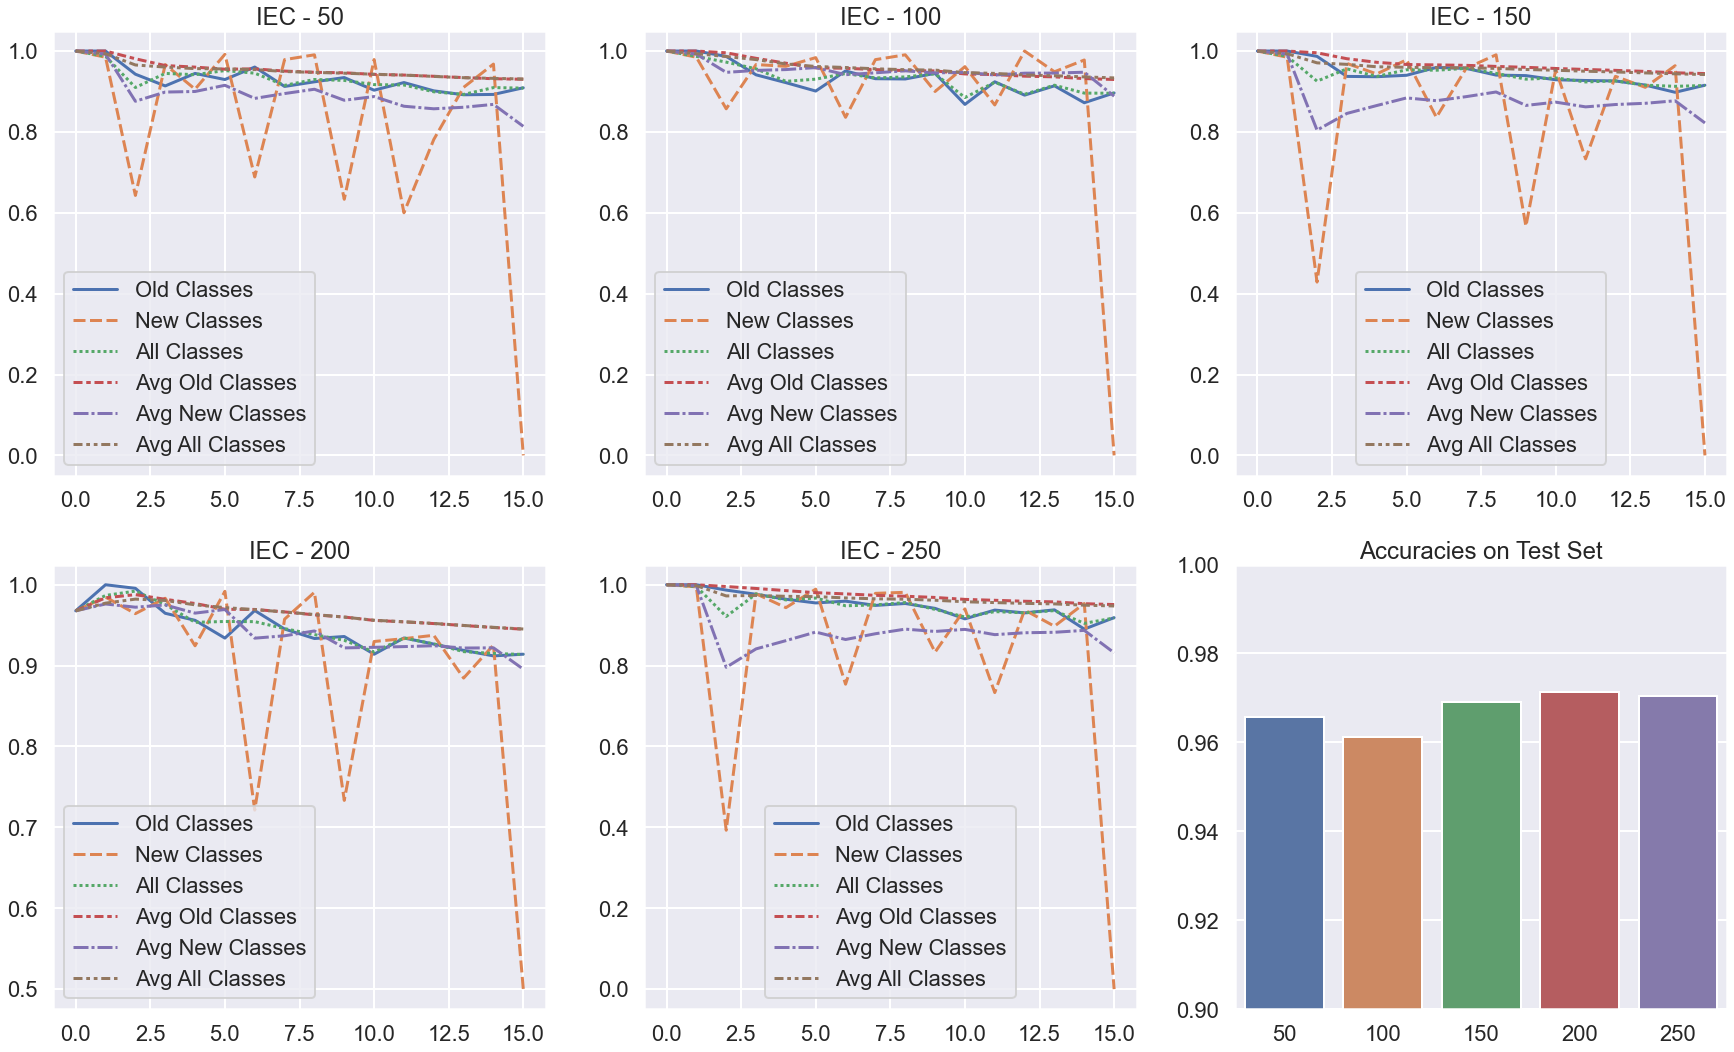 IEC - 50
1.0
0.8
0.6
0.4
0.2
0.0
Old Classes
New Classes
All Classes
Avg Old Classes
Avg New Classes
Avg All Classes
0.0 2.5 5.0 7.5 10.0 12.5 15.0
IEC - 100
1.0
0.8
0.6
0.4
0.2
0.0
Old Classes
New Classes
All Classes
Avg Old Classes
Avg New Classes
Avg All Classes
0.0 2.5 5.0 7.5 10.0 12.5 15.0
IEC - 150
1.0
0.8
0.6
0.4
0.2
0.0
Old Classes
New Classes
All Classes
Avg Old Classes
Avg New Classes
Avg All Classes
0.0 2.5 5.0 7.5 10.0 12.5 15.0
IEC - 200
1.0
0.9
0.8
0.7
0.6
0.5
Old Classes
New Classes
All Classes
Avg Old Classes
Avg New Classes
Avg All Classes
0.0 2.5 5.0 7.5 10.0 12.5 15.0
IEC - 250
1.0
0.8
0.6
0.4
0.2
0.0
Old Classes
New Classes
All Classes
Avg Old Classes
Avg New Classes
Avg All Classes
0.0 2.5 5.0 7.5 10.0 12.5 15.0
Accuracies on Test Set
1.00
0.98
0.96
0.94
0.92
0.90
50 100 150 200 250